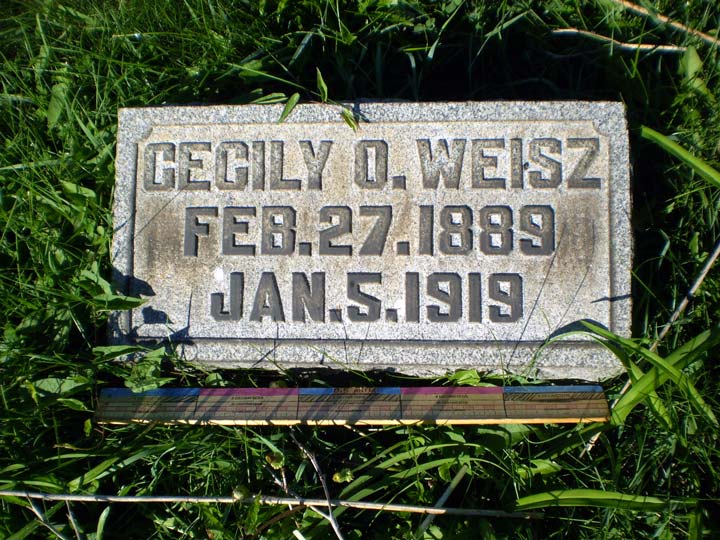 CECILY O. WEISZ
FEB. 27. 1889
JAN. 5. 1919